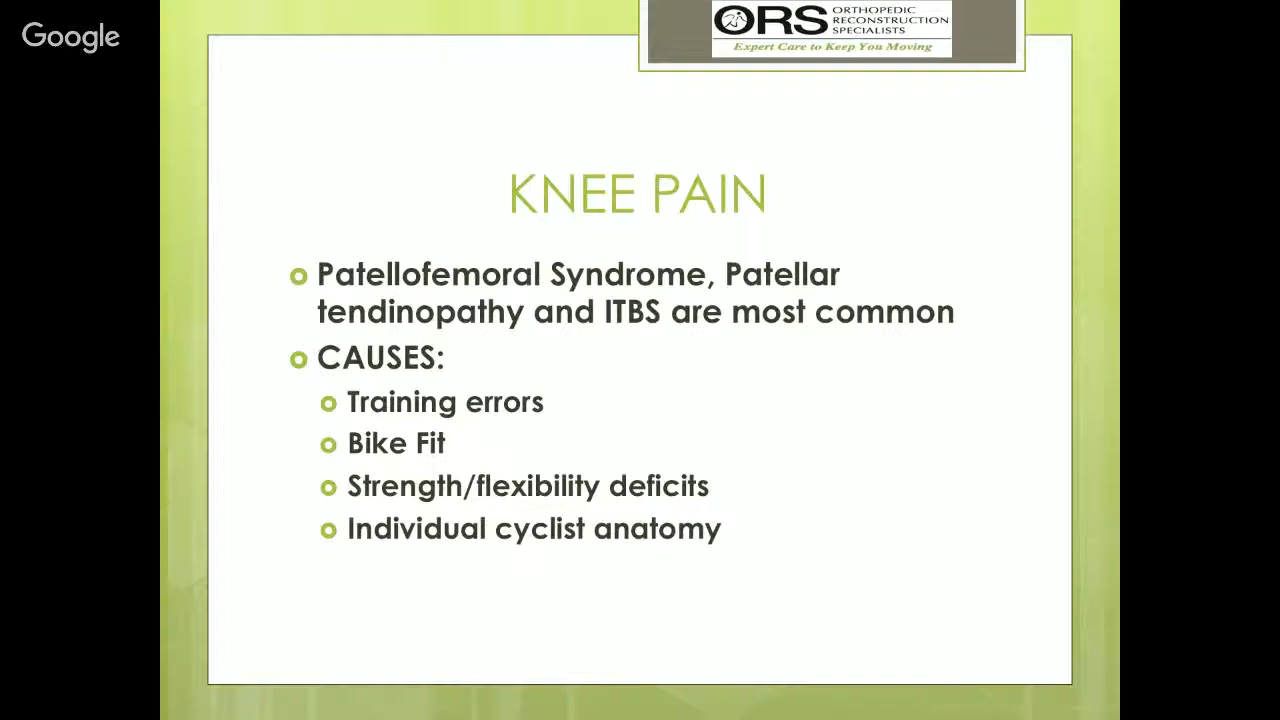 Google
ORS ORTHOPEDIC
RECONSTRUCTION
SPECIALISTS
Expert Care to Keep You Moving
KNEE PAIN
Patellofemoral Syndrome, Patellar
tendinopathy and ITBS are most common
CAUSES:
Training errors
Bike Fit
Strength/flexibility deficits
Individual cyclist anatomy